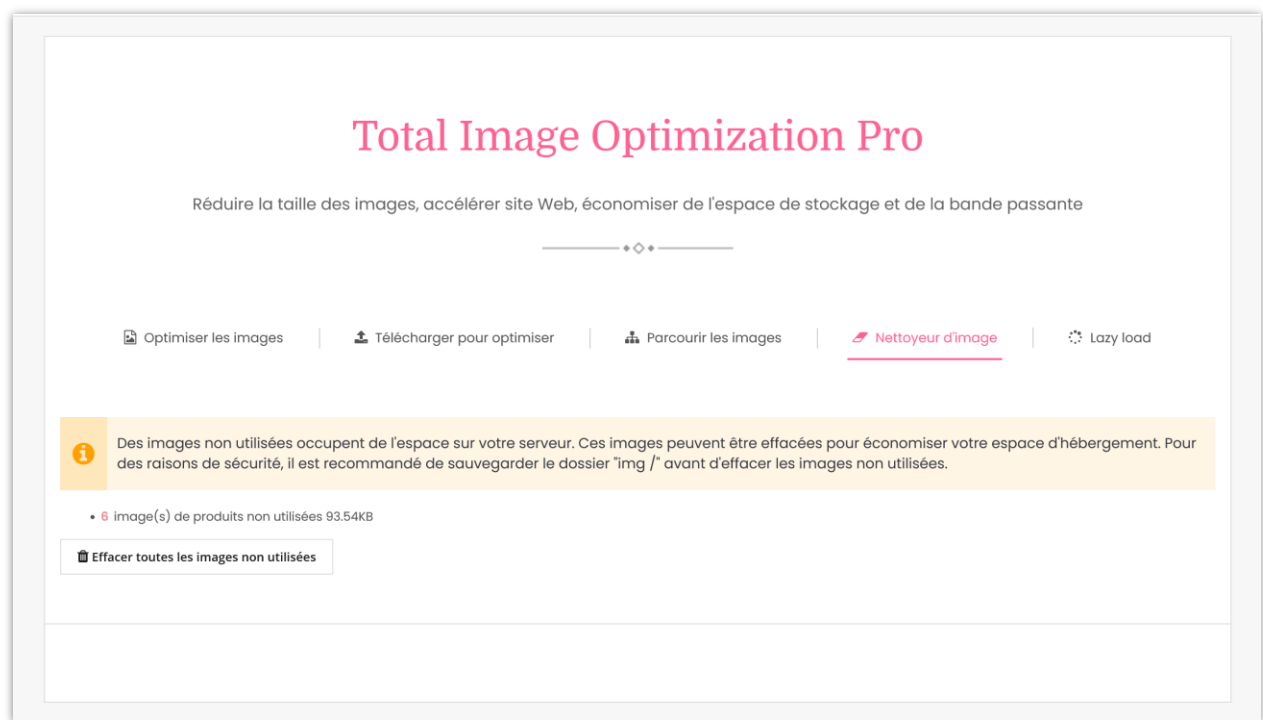 Total Image Optimization Pro
Réduire la taille des images, accélérer site Web, économiser de l'espace de stockage et de la bande passante
Optimiser les images
Télécharger pour optimiser
Parcourir les images
Nettoyeur d'image
Lazy load
Des images non utilisées occupent de l'espace sur votre serveur. Ces images peuvent être effacées pour économiser votre espace d'hébergement. Pour
des raisons de sécurité, il est recommandé de sauvegarder le dossier "img /" avant d'effacer les images non utilisées.
• 6 image(s) de produits non utilisées 93.54KB
Effacer toutes les images non utilisées